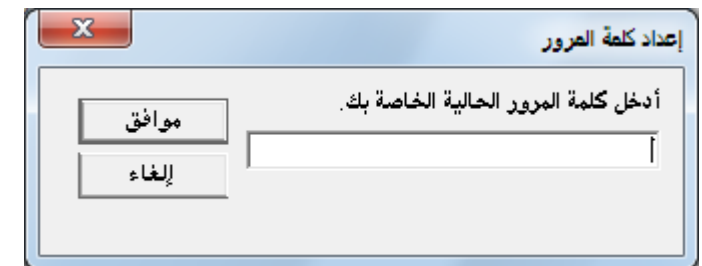 إعداد كلمة المرور
أدخل كلمة المرور الحالية الخاصة بك.
موافق
إلغاء